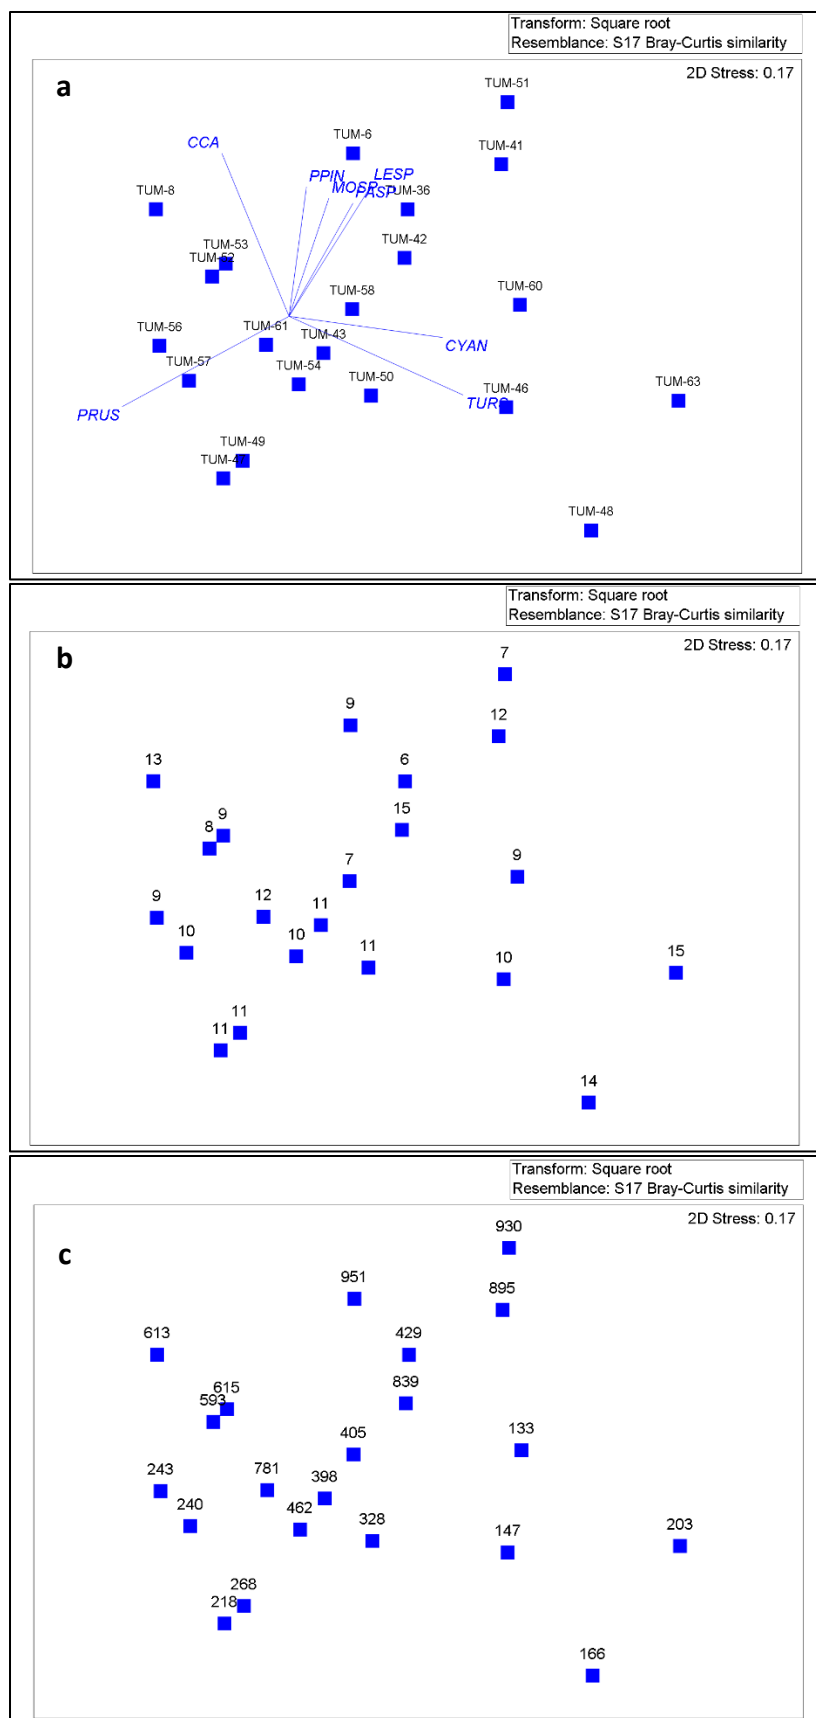 Transform: Square root
Resemblance: S17 Bray-Curtis similarity
2D Stress: 0.17
a
TUM-51
TUM-6
TUM-41
CCA
LESP
PPIN
MOSP
PASP
TUM-36
TUM-8
TUM-42
TUM-53
TUM-52
TUM-58
TUM-60
TUM-56
TUM-61
TUM-43
CYAN
TUM-57
TUM-54
TUM-50
TUM-46
TUM-63
TURF
PRUS
TUM-49
TUM-47
TUM-48
Transform: Square root
Resemblance: S17 Bray-Curtis similarity
2D Stress: 0.17
b
7
9
12
13
6
9
15
8
7
9
9
12
11
10
10
11
10
15
11
11
14
Transform: Square root
Resemblance: S17 Bray-Curtis similarity
2D Stress: 0.17
c
930
951
895
613
429
615
839
593
405
133
243
781
398
240
462
328
147
203
268
218
166